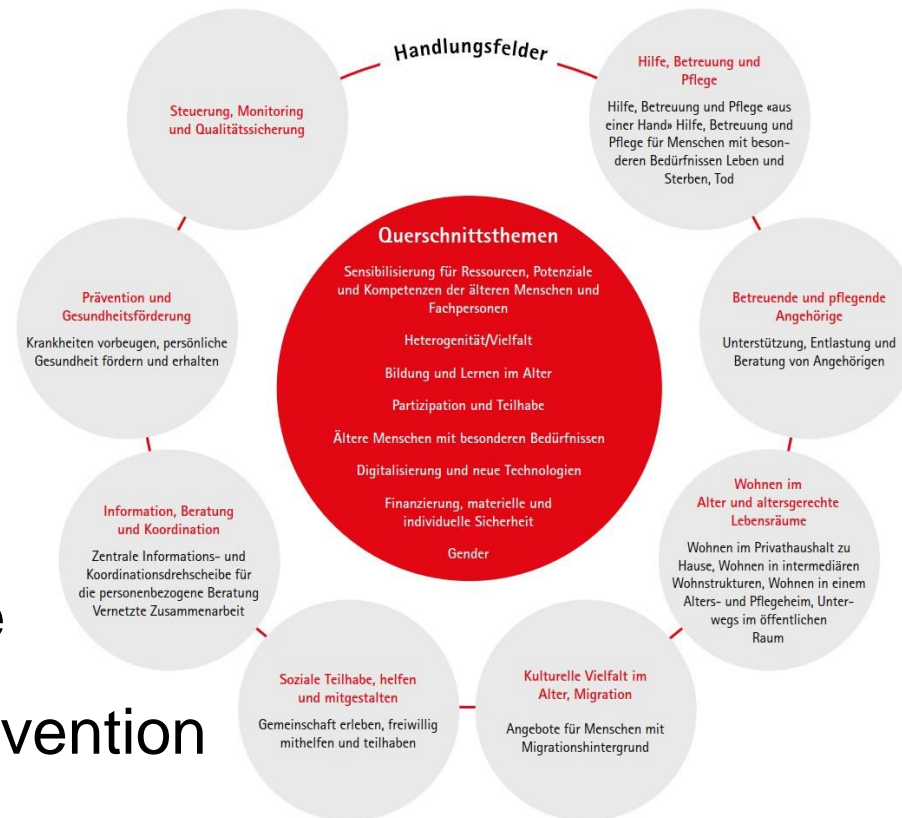 Handlungsfelder
Hilfe, Betreuung und
Pflege
Hilfe, Betreuung und Pflege «aus
einer Hand» Hilfe, Betreuung und
Pflege für Menschen mit beson-
deren Bedürfnissen Leben und
Sterben, Tod
Betreuende und pflegende
Angehörige
Unterstützung, Entlastung und
Beratung von Angehörigen
Wohnen im
Alter und altersgerechte
Lebensräume
Wohnen im Privathaushalt zu
Hause, Wohnen in intermediären
Wohnstrukturen, Wohnen in einem
Alters- und Pflegeheim, Unter-
wegs im öffentlichen
Raum
Kulturelle Vielfalt im
Alter, Migration
Angebote für Menschen mit
Migrationshintergrund
Soziale Teilhabe, helfen
und mitgestalten
Gemeinschaft erleben, freiwillig
mithelfen und teilhaben
Information, Beratung
und Koordination
Zentrale Informations- und
Koordinationsdrehscheibe für
die personenbezogene Beratung
Vernetzte Zusammenarbeit
Prävention und
Gesundheitsförderung
Krankheiten vorbeugen, persönliche
Gesundheit fördern und erhalten
Steuerung, Monitoring
und Qualitätssicherung
Querschnittsthemen
Sensibilisierung für Ressourcen, Potenziale
und Kompetenzen der älteren Menschen und
Fachpersonen
Heterogenität/Vielfalt
Bildung und Lernen im Alter
Partizipation und Teilhabe
Ältere Menschen mit besonderen Bedürfnissen
Digitalisierung und neue Technologien
Finanzierung, materielle und
individuelle Sicherheit
Gender
e
vention